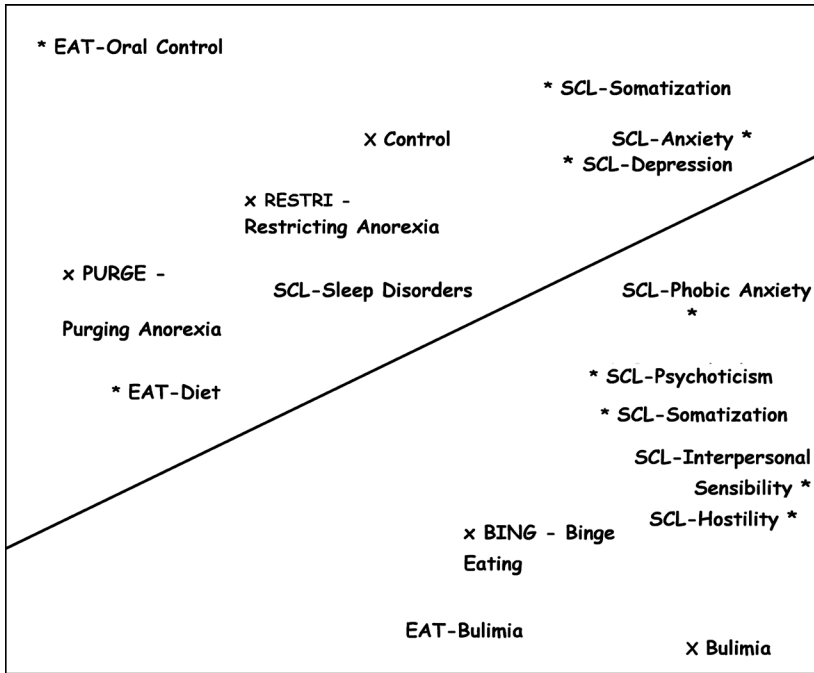 * EAT-Oral Control
* SCL-Somatization
x Control
SCL-Anxiety *
* SCL-Depression
x RESTRI -
Restricting Anorexia
x PURGE -
SCL-Sleep Disorders
SCL-Phobic Anxiety
*
Purging Anorexia
* EAT-Diet
* SCL-Psychoticism
* SCL-Somatization
SCL-Interpersonal
Sensibility *
SCL-Hostility *
x BING - Binge
Eating
EAT-Bulimia
x Bulimia